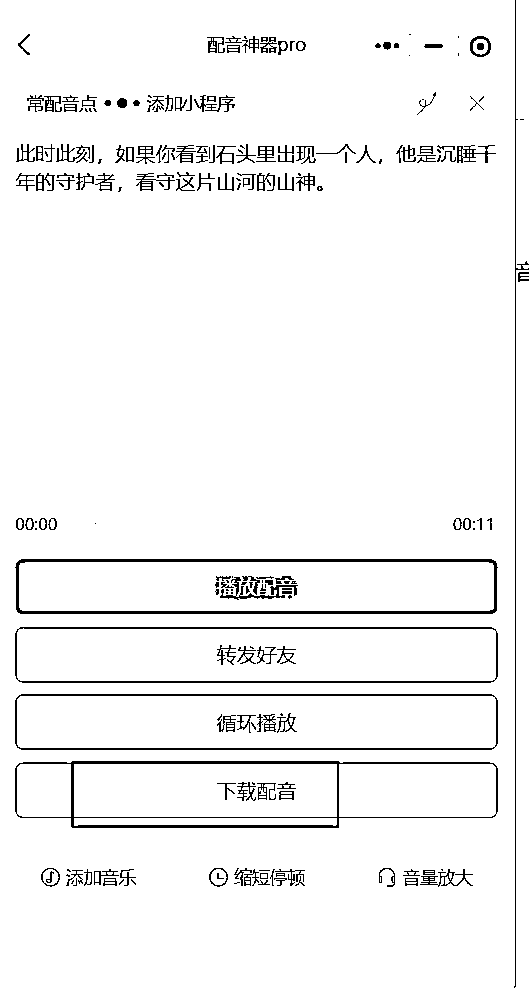 配音神器pro
常配音点•••添加小程序
此时此刻，如果你看到石头里出现一个人，他是沉睡千
年的守护者，看守这片山河的山神。
00:00 00:11
播放配音
转发好友
循环播放
下载配音
添加音乐 缩短停顿 音量放大
音